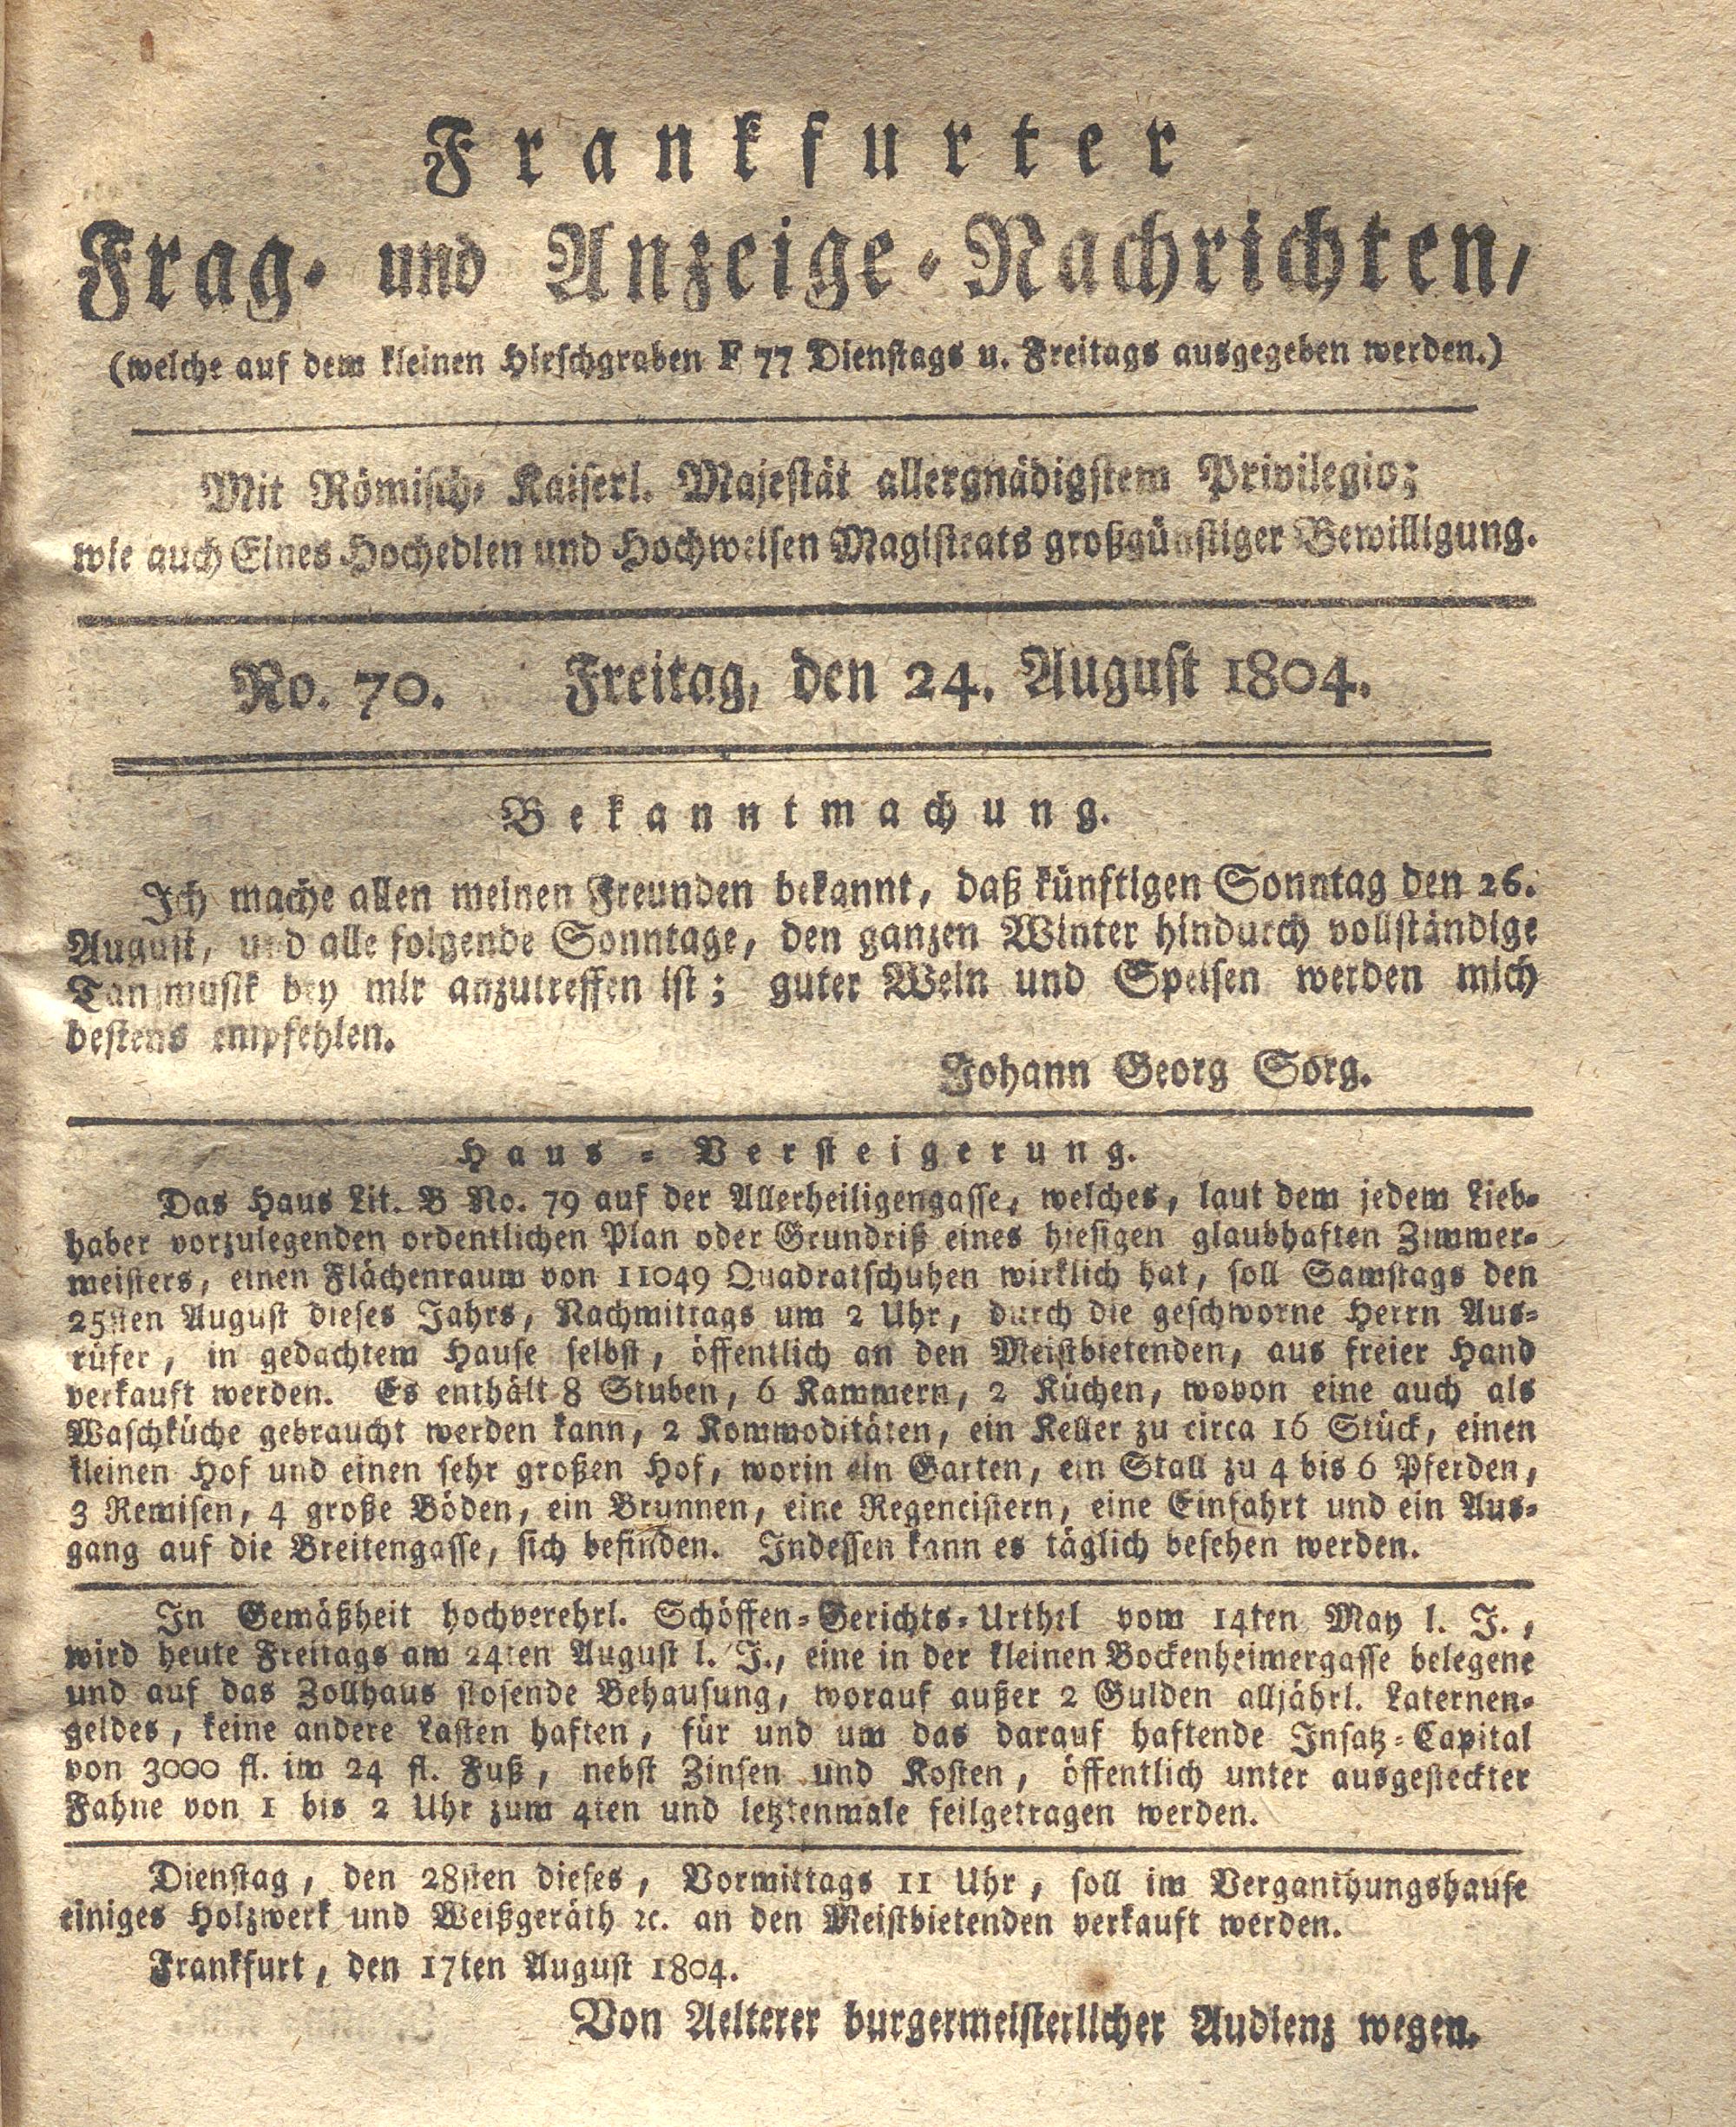 Frankfurter
Frag- und Anzeige-Nachrichten,
(welche auf dem kleinen Hirschgraben F 77 Dienstags u. Freitags ausgegeben werden.)
Mit Römisch- Kaiserl. Majestät allergnädigstem Privilegio;
wie auch Eines Hochedlen und Hochweisen Magistrats großgünstiger Bewilligung.
No. 70. Freitag, den 24. August 1804.
Bekanntmachung.
Ich mache allen meinen Freunden bekannt, daß künftigen Sonntag den 26.
August, und alle folgende Sonntage, den ganzen Winter hindurch vollständige
Tanzmusik bey mir anzutreffen ist; guter Wein und Speisen werden mich
bestens empfehlen.
Johann Georg Sorg.
Haus-Versteigerung.
Das Haus Lit. B No. 79 auf der Allerheiligengasse, welches, laut dem jedem Lieb-
haber vorzulegenden ordentlichen Plan oder Grundriß eines hiesigen glaubhaften Zimmer-
meisters, einen Flächenraum von 11049 Quadratschuhen wirklich hat, soll Samstags den
25sten August dieses Jahrs, Nachmittags um 2 Uhr, durch die geschworne Herrn Aus-
rüfer, in gedachtem Hause selbst, öffentlich an den Meistbietenden, aus freier Hand
verkauft werden. Es enthält 8 Stuben, 6 Kammern, 2 Küchen, wovon eine auch als
Waschküche gebraucht werden kann, 2 Kommoditäten, ein Keller zu circa 16 Stück, einen
kleinen Hof und einen sehr großen Hof, worin ein Garten, ein Stall zu 4 bis 6 Pferden,
3 Remisen, 4 große Böden, ein Brunnen, eine Regencistern, eine Einfahrt und ein Aus-
gang auf die Breitengasse, sich befinden. Indessen kann es täglich besehen werden.
In Gemäßheit hochverehrl. Schöffen-Gerichts-Urthel vom 14ten May l. J.,
wird heute Freitags am 24ten August l. J., eine in der kleinen Bockenheimergasse belegene
und auf das Zollhaus stosende Behausung, worauf außer 2 Gulden alljährl. Laternen-
geldes, keine andere Lasten haften, für und um das darauf haftende Insatz-Capital
von 3000 fl. im 24 fl. Fuß, nebst Zinsen und Kosten, öffentlich unter ausgesteckter
Fahne von 1 bis 2 Uhr zum 4ten und letztenmale feilgetragen werden.
Dienstag, den 28sten dieses, Vormittags 11 Uhr, soll im Verganthungshause
einiges Holzwerk und Weißgeräth ꝛc. an den Meistbietenden verkauft werden.
Frankfurt, den 17ten August 1804.
Von Aelterer burgermeisterlicher Audienz wegen.